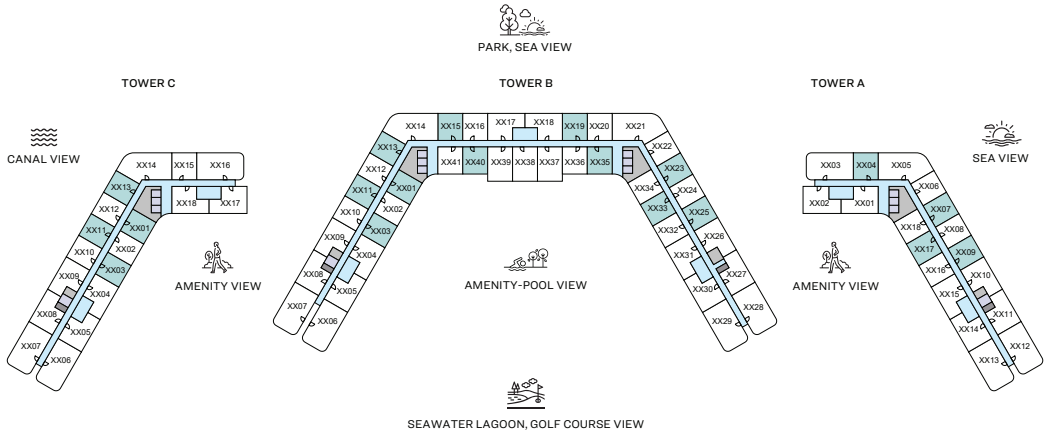 PARK, SEA VIEW
TOWER C
TOWER B
TOWER A
CANAL VIEW
SEA VIEW
XX14
XX15
XX16
XX13
XX18
XX17
XX12
XX01
XX11
XX02
XX10
XX03
XX09
XX04
XX08
XX05
XX07
XX06
AMENITY VIEW
XX14
XX15
XX16
XX17
XX18
XX19
XX20
XX21
XX13
XX41
XX40
XX39
XX38
XX37
XX36
XX35
XX22
XX12
XX01
XX34
XX23
XX11
XX02
XX33
XX24
XX10
XX03
XX32
XX25
XX09
XX04
XX31
XX26
XX08
XX05
XX30
XX27
XX07
XX06
XX29
XX28
AMENITY-POOL VIEW
XX03
XX04
XX05
XX02
XX01
XX06
XX18
XX07
XX17
XX08
XX16
XX09
XX15
XX10
XX14
XX11
XX13
XX12
AMENITY VIEW
SEAWATER LAGOON, GOLF COURSE VIEW